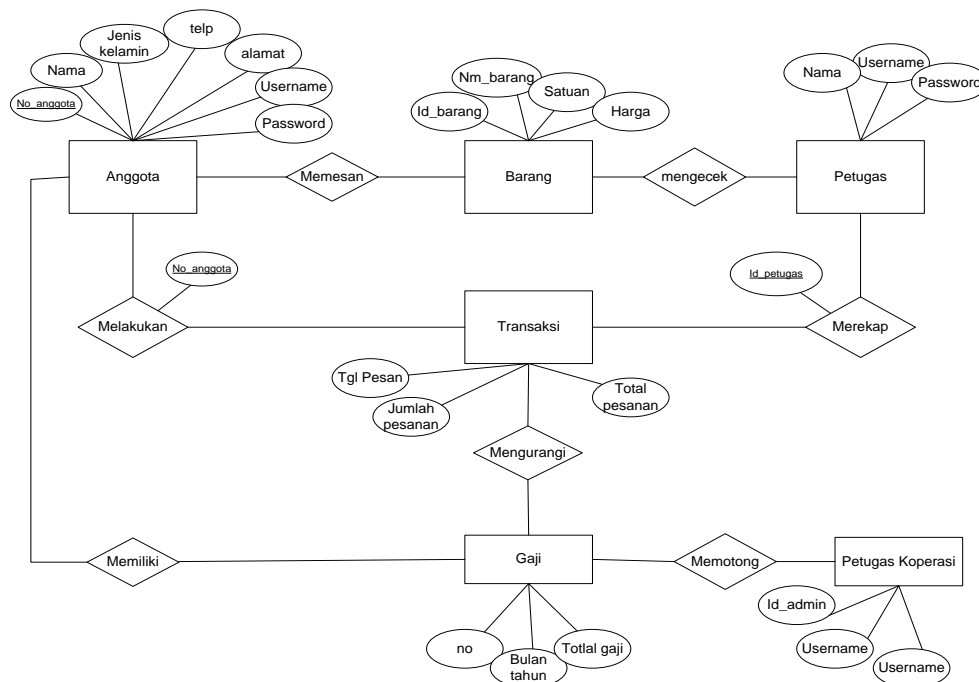 Jenis
kelamin
telp
Nama
alamat
No_anggota
Username
Password
Nm_barang
Id_barang
Satuan
Harga
Nama
Username
Password
Anggota
Memesan
Barang
mengecek
Petugas
No_anggota
Id_petugas
Melakukan
Transaksi
Merekap
Tgl Pesan
Jumlah
pesanan
Total
pesanan
Mengurangi
Memiliki
Gaji
Memotong
Petugas Koperasi
no
Bulan
tahun
Totlal gaji
Id_admin
Username
Username